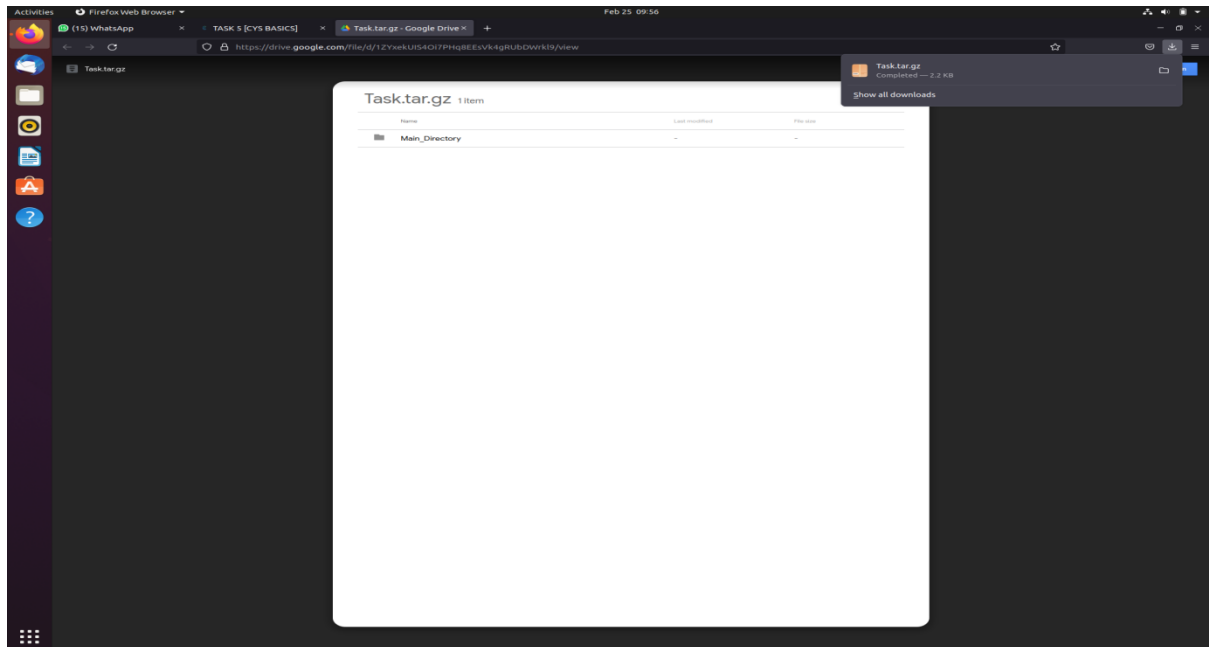 Activities Firefox Web Browser Feb 25 09:56
(15) WhatsApp × TASK 5 [CYS BASICS] × Task.tar.gz - Google Drive × +
https://drive.google.com/file/d/1ZYxekUtS4Oi7PHq8EEsVk4gRUbDWrkl9/view
Task.tar.gz
Task.tar.gz
Completed — 2.2 KB
Show all downloads
Task.tar.gz 1 item
Name Last modified File size
Main_Directory - -